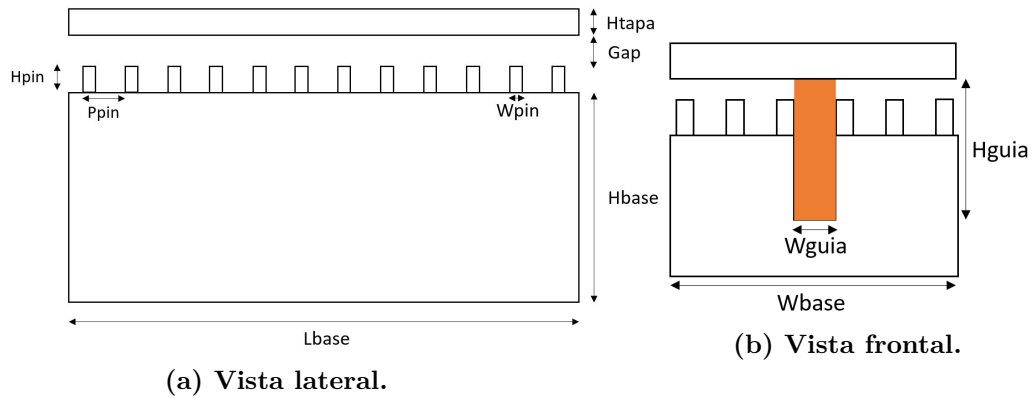 Htapa
Gap
Hpin
Ppin
Wpin
Hbase
Lbase
(a) Vista lateral.
Hguia
Wguia
Wbase
(b) Vista frontal.